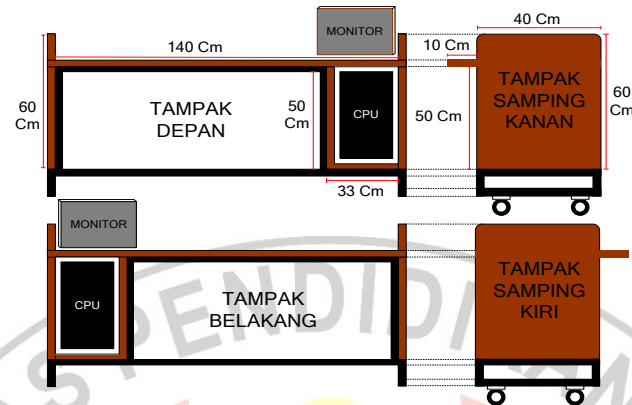 40 Cm
MONITOR
140 Cm
10 Cm
60
Cm
TAMPAK
DEPAN
50
Cm
CPU
50 Cm
TAMPAK
SAMPING
KANAN
60
Cm
33 Cm
MONITOR
CPU
TAMPAK
BELAKANG
TAMPAK
SAMPING
KIRI
S PENDIDIKAN